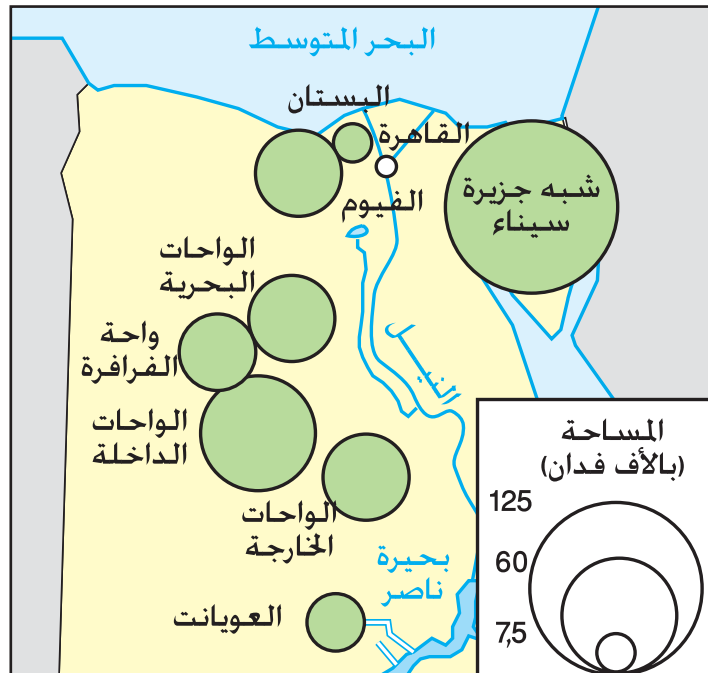 البحر المتوسط
البستان
القاهرة
الفيوم
شبه جزيرة
سيناء
الواحات
البحرية
واحة
الفرافرة
الواحات
الداخلة
الواحات
الخارجة
النيل
بحيرة
ناصر
العوينات
المساحة
(بالأف فدان)
125
60
7,5